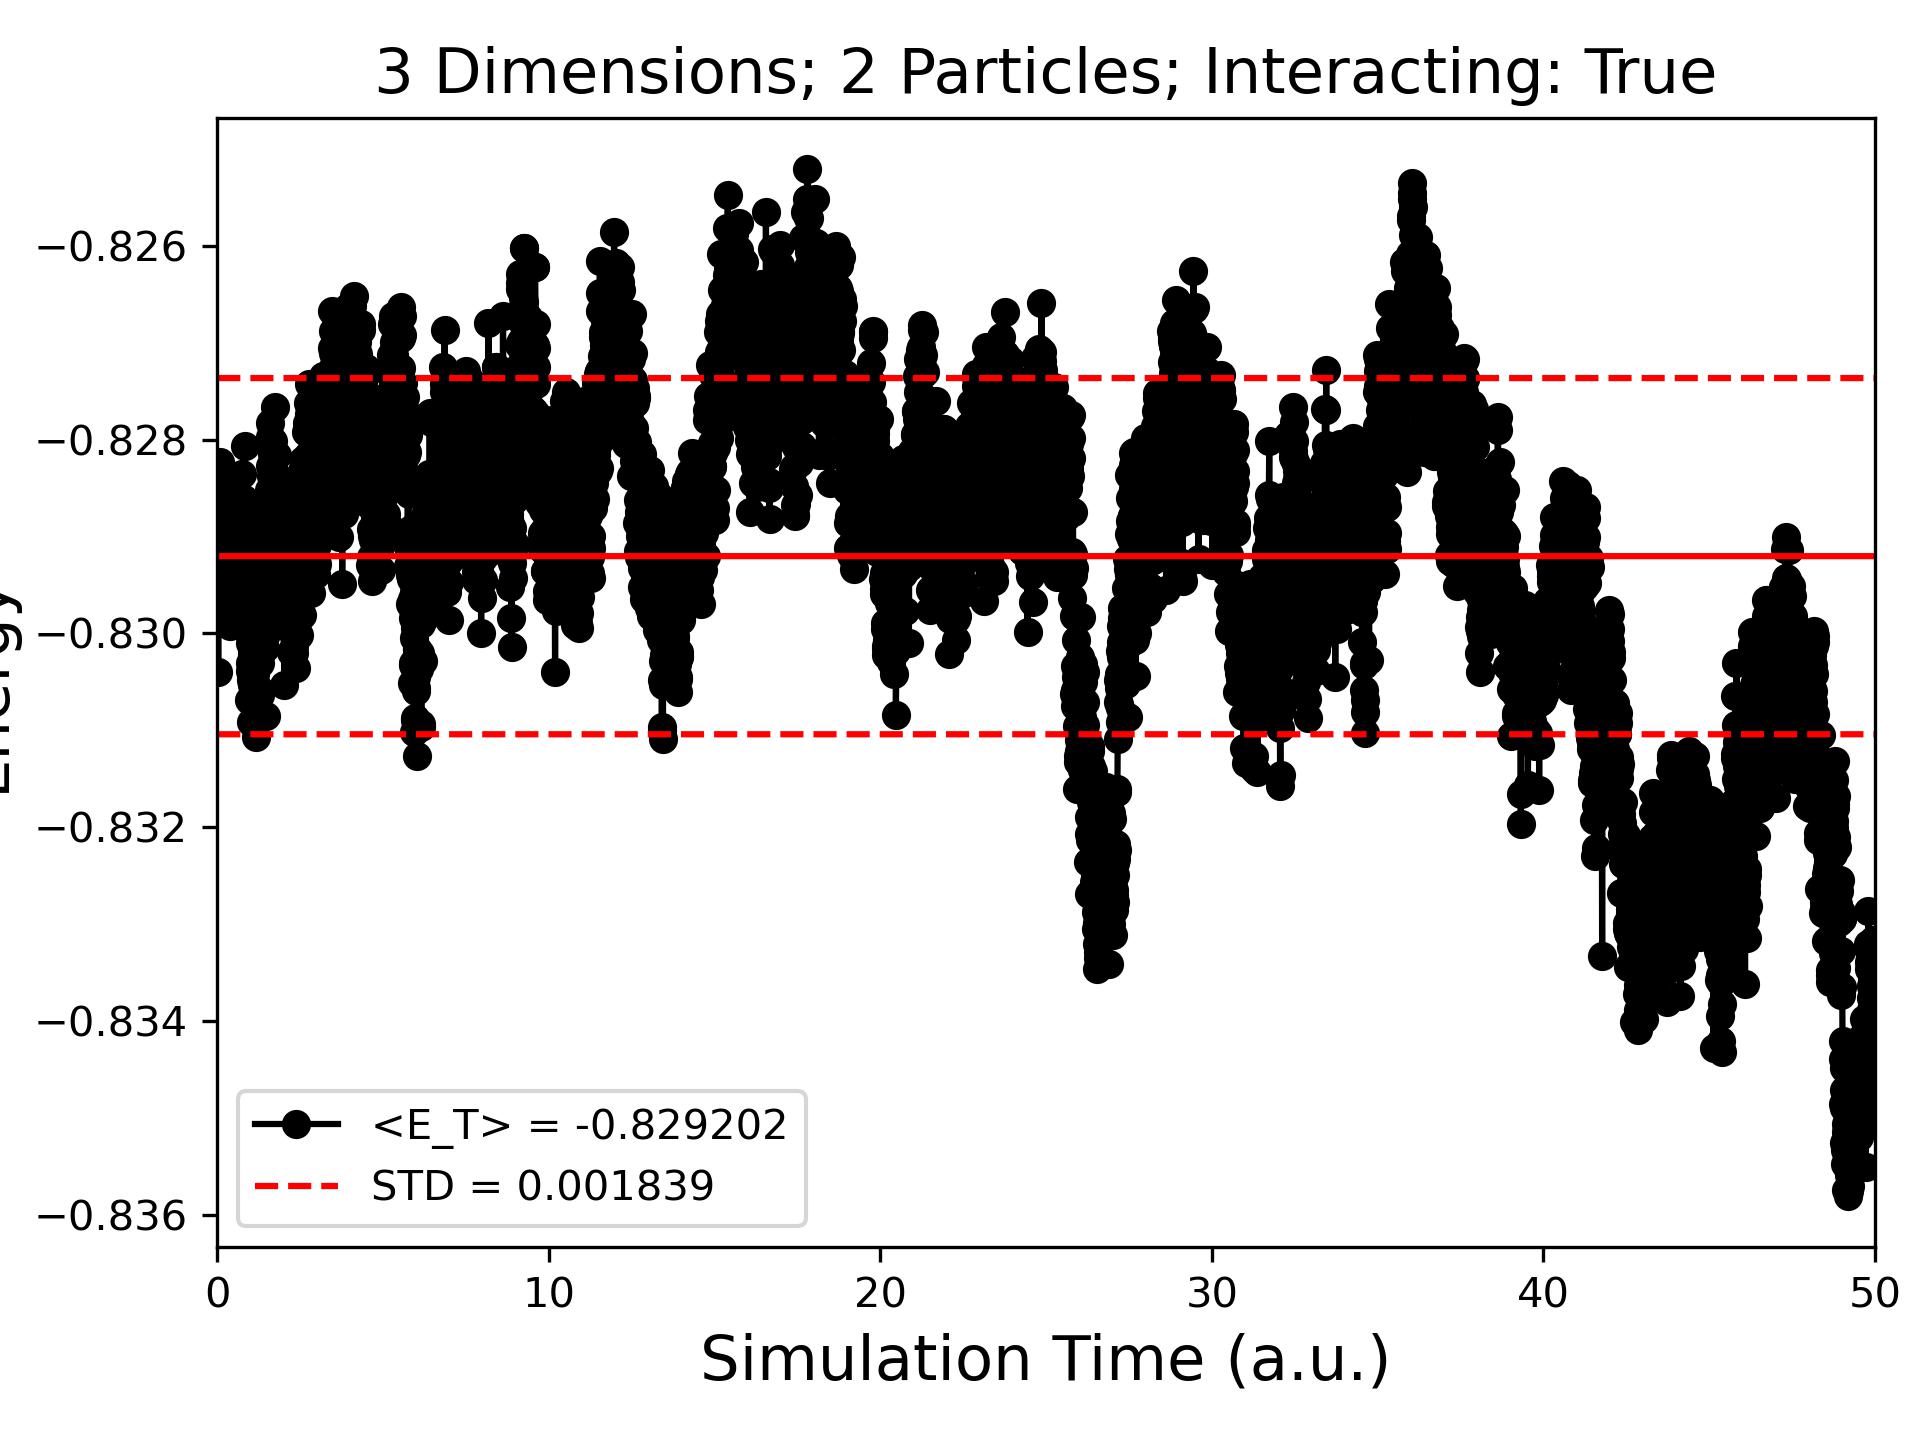 3 Dimensions; 2 Particles; Interacting: True
Energy
−0.826
−0.828
−0.830
−0.832
−0.834
−0.836
<E_T> = -0.829202
STD = 0.001839
0 10 20 30 40 50
Simulation Time (a.u.)